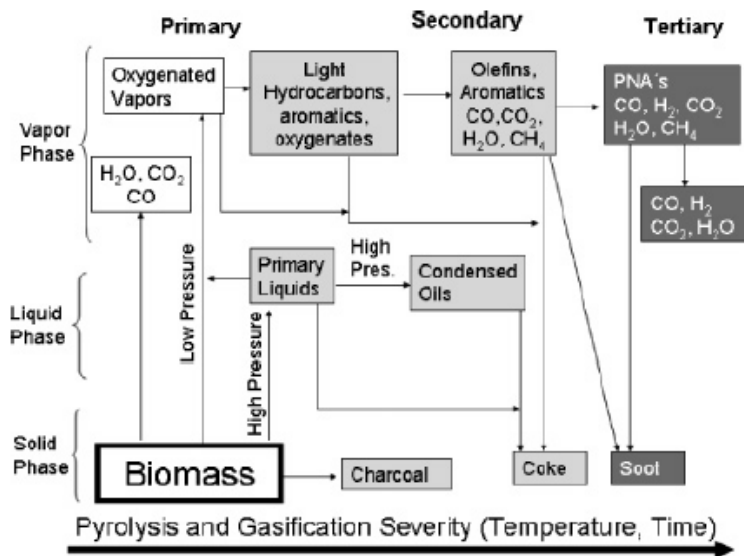 Primary
Secondary
Tertiary
Vapor
Phase
Oxygenated
Vapors
Light
Hydrocarbons,
aromatics,
oxygenates
Olefins,
Aromatics
CO,CO₂,
H₂O, CH₄
PNA´s
CO, H₂, CO₂
H₂O, CH₄
H₂O, CO₂
CO
CO, H₂
CO₂, H₂O
Liquid
Phase
Low Pressure
Primary
Liquids
High
Pres.
Condensed
Oils
High Pressure
Solid
Phase
Biomass
Charcoal
Coke
Soot
Pyrolysis and Gasification Severity (Temperature, Time)